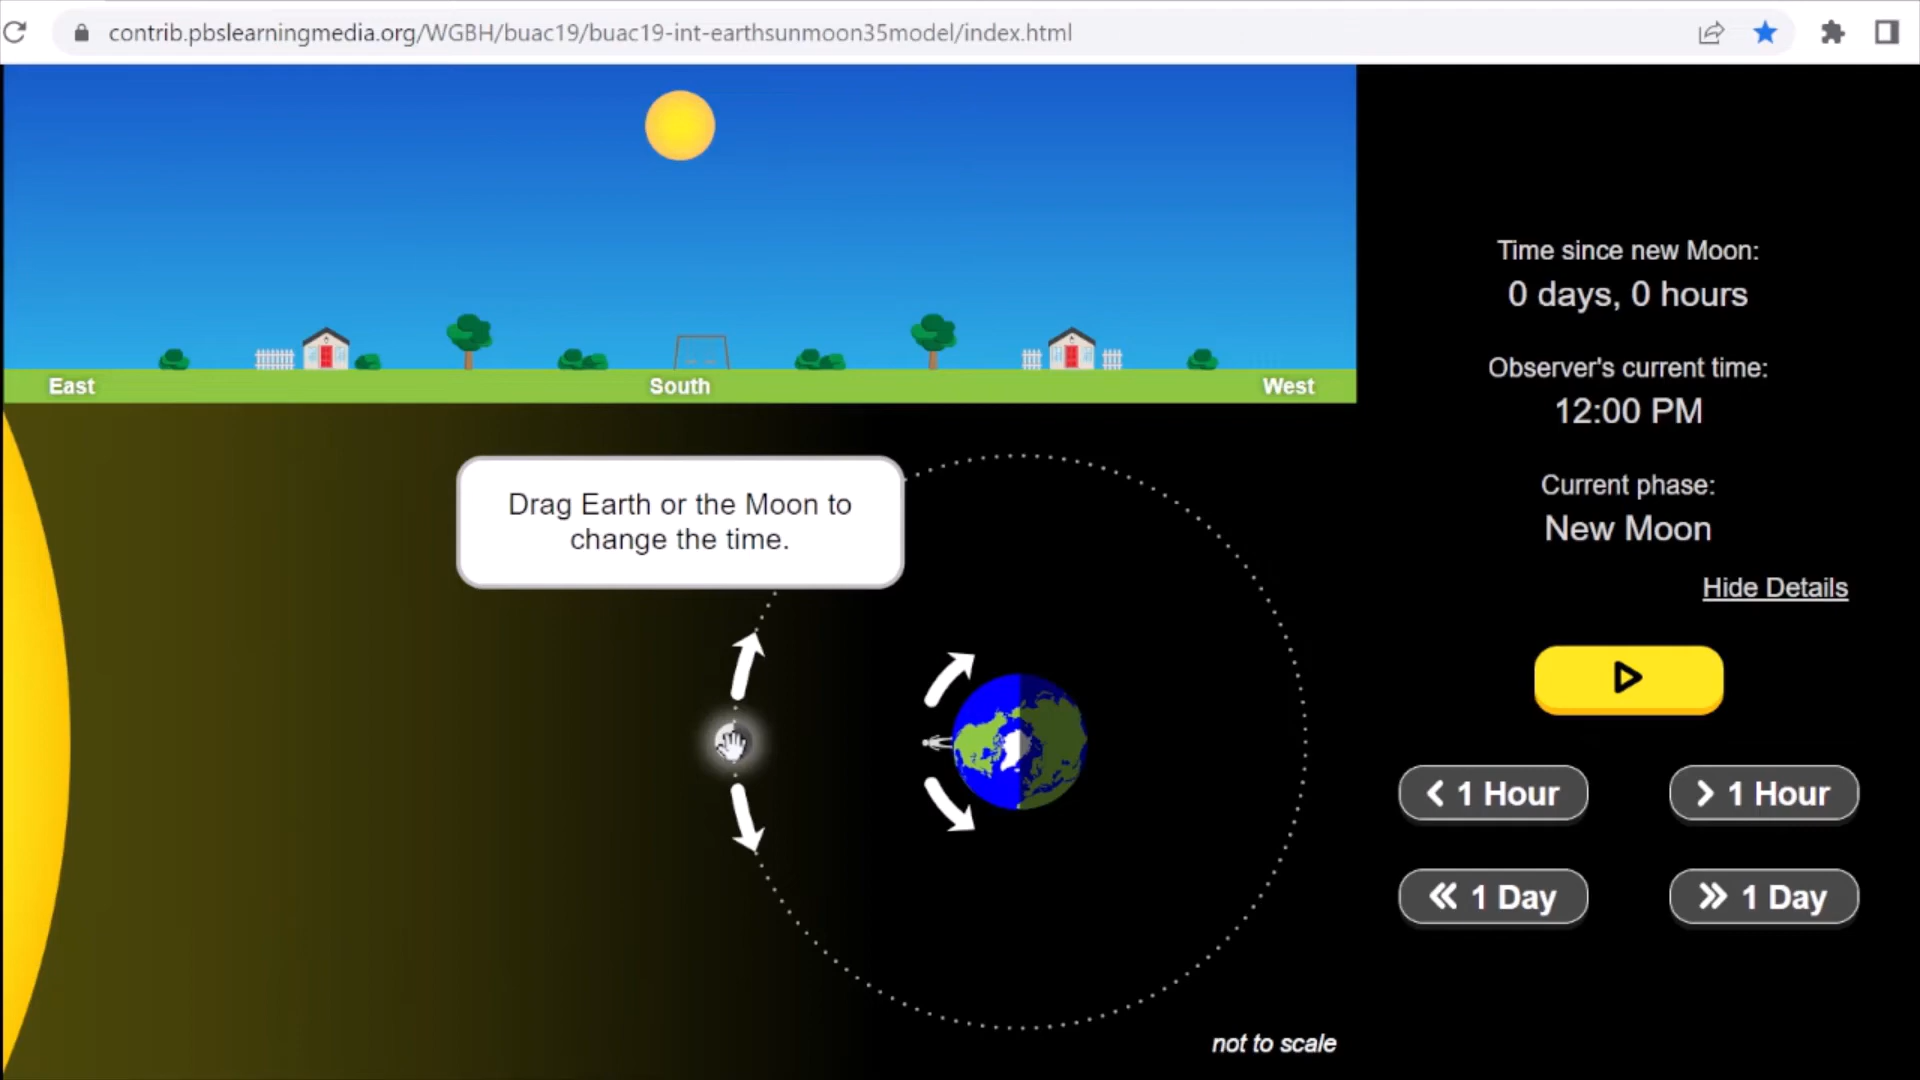 contrib.pbslearningmedia.org/WGBH/buac19/buac19-int-earthsunmoon35model/index.html
East
South
West
Drag Earth or the Moon to
change the time.
not to scale
Time since new Moon:
0 days, 0 hours
Observer's current time:
12:00 PM
Current phase:
New Moon
Hide Details
1 Hour
1 Hour
1 Day
1 Day